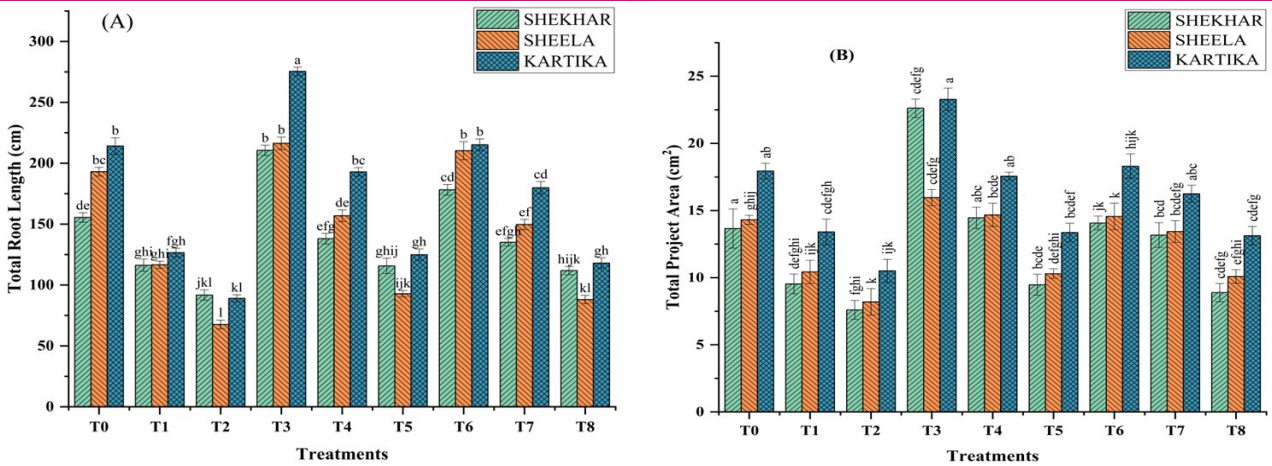 (A)
SHEKHAR
SHEELA
KARTIKA
Total Root Length (cm)
300
250
200
150
100
50
0
de bc b
ghi ghi fgh
jkl l kl
b b a
efg de bc
ghij ijk gh
cd b b
efgh ef cd
hijk kl gh
T0 T1 T2 T3 T4 T5 T6 T7 T8
Treatments
(B)
SHEKHAR
SHEELA
KARTIKA
Total Project Area (cm²)
25
20
15
10
5
0
a ghij ab
defghi ijk cdefgh
fghi k ijk
cdefg cdefg a
abc bcde ab
bcde defghi bcdef
jk k hijk
bcd bcdefg abc
cdefg efghi cdefg
T0 T1 T2 T3 T4 T5 T6 T7 T8
Treatments